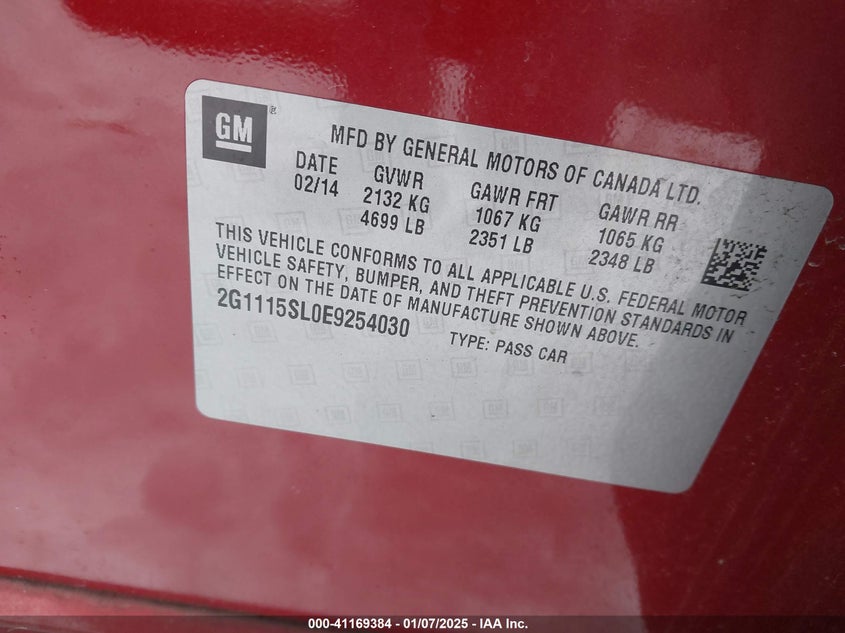 GM®
MFD BY GENERAL MOTORS OF CANADA LTD.
DATE GVWR GAWR FRT GAWR RR
02/14 2132 KG 1067 KG 1065 KG
4699 LB 2351 LB 2348 LB
THIS VEHICLE CONFORMS TO ALL APPLICABLE U.S. FEDERAL MOTOR
VEHICLE SAFETY, BUMPER, AND THEFT PREVENTION STANDARDS IN
EFFECT ON THE DATE OF MANUFACTURE SHOWN ABOVE.
2G1115SL0E9254030 TYPE: PASS CAR
000-41169384 - 01/07/2025 - IAA Inc.